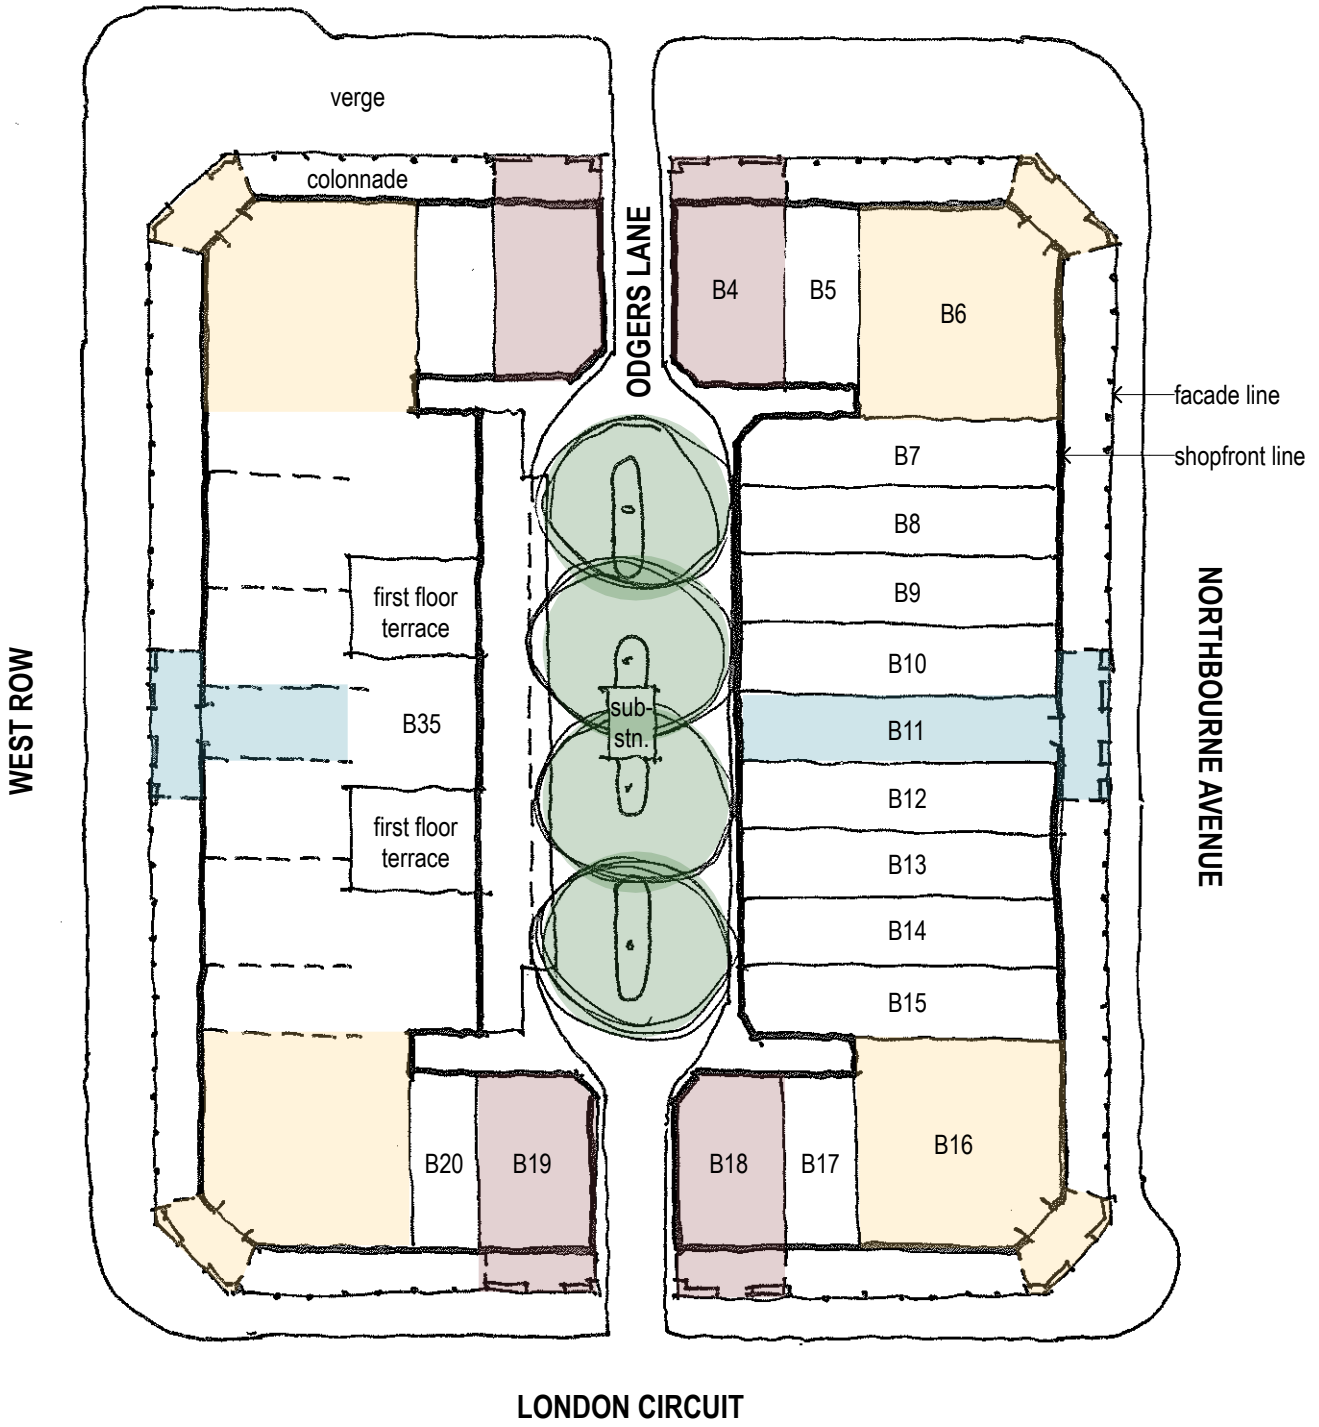 verge
colonnade
ODGERS LANE
B4
B5
B6
facade line
shopfront line
B7
B8
B9
B10
B11
B12
B13
B14
B15
first floor
terrace
B35
sub-
stn.
first floor
terrace
WEST ROW
NORTHBOURNE AVENUE
B20
B19
B18
B17
B16
LONDON CIRCUIT